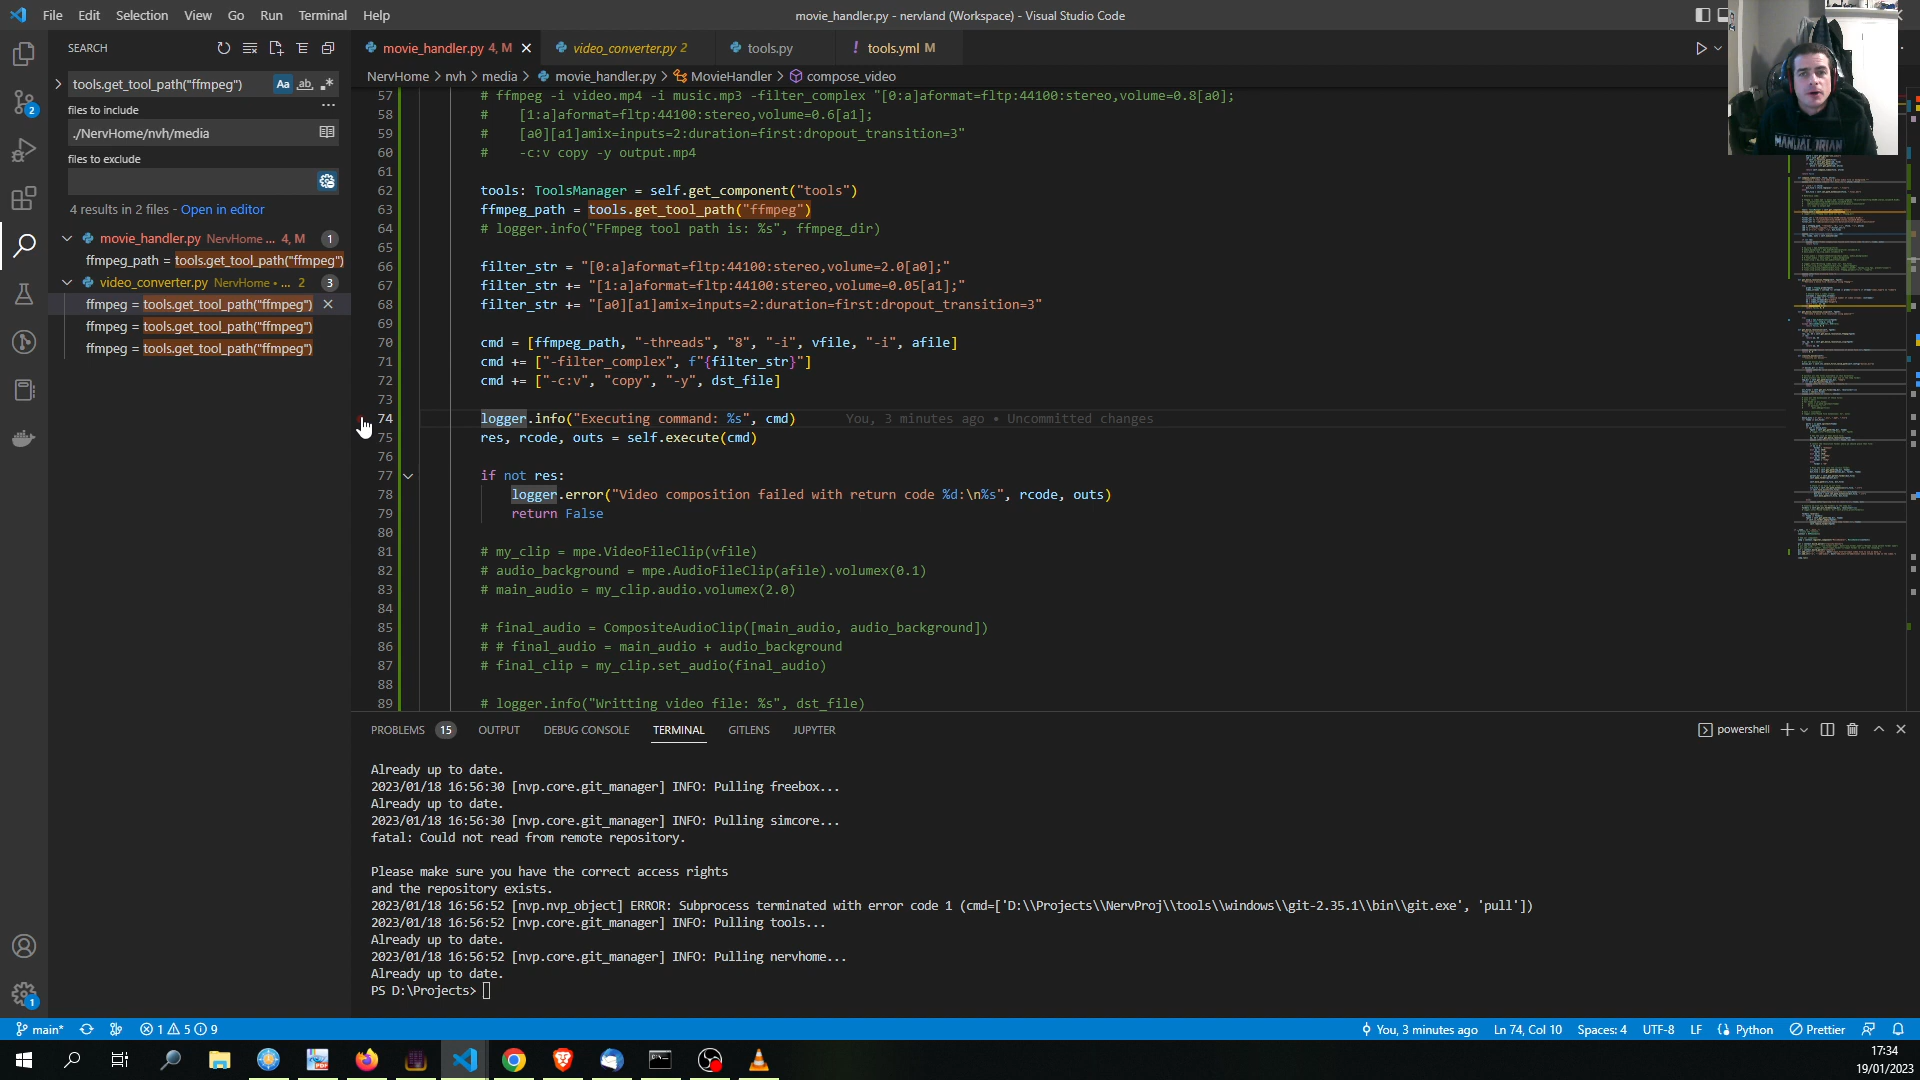 File Edit Selection View Go Run Terminal Help
movie_handler.py - nervland (Workspace) - Visual Studio Code
SEARCH
movie_handler.py 4, M
video_converter.py 2
tools.py
! tools.yml M
NervHome > nvh > media > movie_handler.py > MovieHandler > compose_video
tools.get_tool_path("ffmpeg")
Aa ab .*
files to include
./NervHome/nvh/media
files to exclude
4 results in 2 files - Open in editor
movie_handler.py NervHome ... 4, M 1
ffmpeg_path = tools.get_tool_path("ffmpeg")
video_converter.py NervHome • ... 2 3
ffmpeg = tools.get_tool_path("ffmpeg")
ffmpeg = tools.get_tool_path("ffmpeg")
ffmpeg = tools.get_tool_path("ffmpeg")
57 # ffmpeg -i video.mp4 -i music.mp3 -filter_complex "[0:a]aformat=fltp:44100:stereo,volume=0.8[a0];
58 # [1:a]aformat=fltp:44100:stereo,volume=0.6[a1];
59 # [a0][a1]amix=inputs=2:duration=first:dropout_transition=3"
60 # -c:v copy -y output.mp4
61
62 tools: ToolsManager = self.get_component("tools")
63 ffmpeg_path = tools.get_tool_path("ffmpeg")
64 # logger.info("FFmpeg tool path is: %s", ffmpeg_dir)
65
66 filter_str = "[0:a]aformat=fltp:44100:stereo,volume=2.0[a0];"
67 filter_str += "[1:a]aformat=fltp:44100:stereo,volume=0.05[a1];"
68 filter_str += "[a0][a1]amix=inputs=2:duration=first:dropout_transition=3"
69
70 cmd = [ffmpeg_path, "-threads", "8", "-i", vfile, "-i", afile]
71 cmd += ["-filter_complex", f"{filter_str}"]
72 cmd += ["-c:v", "copy", "-y", dst_file]
73
74 logger.info("Executing command: %s", cmd) You, 3 minutes ago • Uncommitted changes
75 res, rcode, outs = self.execute(cmd)
76
77 if not res:
78 logger.error("Video composition failed with return code %d:\n%s", rcode, outs)
79 return False
80
81 # my_clip = mpe.VideoFileClip(vfile)
82 # audio_background = mpe.AudioFileClip(afile).volumex(0.1)
83 # main_audio = my_clip.audio.volumex(2.0)
84
85 # final_audio = CompositeAudioClip([main_audio, audio_background])
86 # # final_audio = main_audio + audio_background
87 # final_clip = my_clip.set_audio(final_audio)
88
89 # logger.info("Writting video file: %s", dst_file)
PROBLEMS 15 OUTPUT DEBUG CONSOLE TERMINAL GITLENS JUPYTER
powershell
Already up to date.
2023/01/18 16:56:30 [nvp.core.git_manager] INFO: Pulling freebox...
Already up to date.
2023/01/18 16:56:30 [nvp.core.git_manager] INFO: Pulling simcore...
fatal: Could not read from remote repository.

Please make sure you have the correct access rights
and the repository exists.
2023/01/18 16:56:52 [nvp.nvp_object] ERROR: Subprocess terminated with error code 1 (cmd=['D:\\Projects\\NervProj\\tools\\windows\\git-2.35.1\\bin\\git.exe', 'pull'])
2023/01/18 16:56:52 [nvp.core.git_manager] INFO: Pulling tools...
Already up to date.
2023/01/18 16:56:52 [nvp.core.git_manager] INFO: Pulling nervhome...
Already up to date.
PS D:\Projects>
2
1
main* 1 5 9
You, 3 minutes ago Ln 74, Col 10 Spaces: 4 UTF-8 LF Python Prettier
17:34
19/01/2023